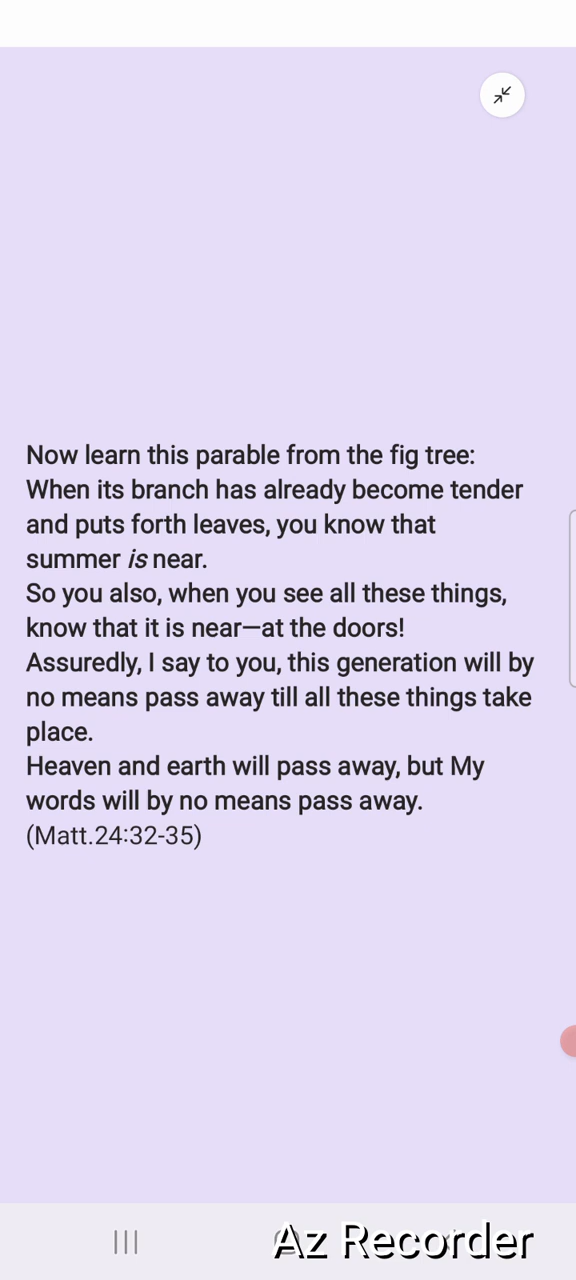 Now learn this parable from the fig tree:
When its branch has already become tender
and puts forth leaves, you know that
summer is near.
So you also, when you see all these things,
know that it is near—at the doors!
Assuredly, I say to you, this generation will by
no means pass away till all these things take
place.
Heaven and earth will pass away, but My
words will by no means pass away.
(Matt.24:32-35)
Az Recorder